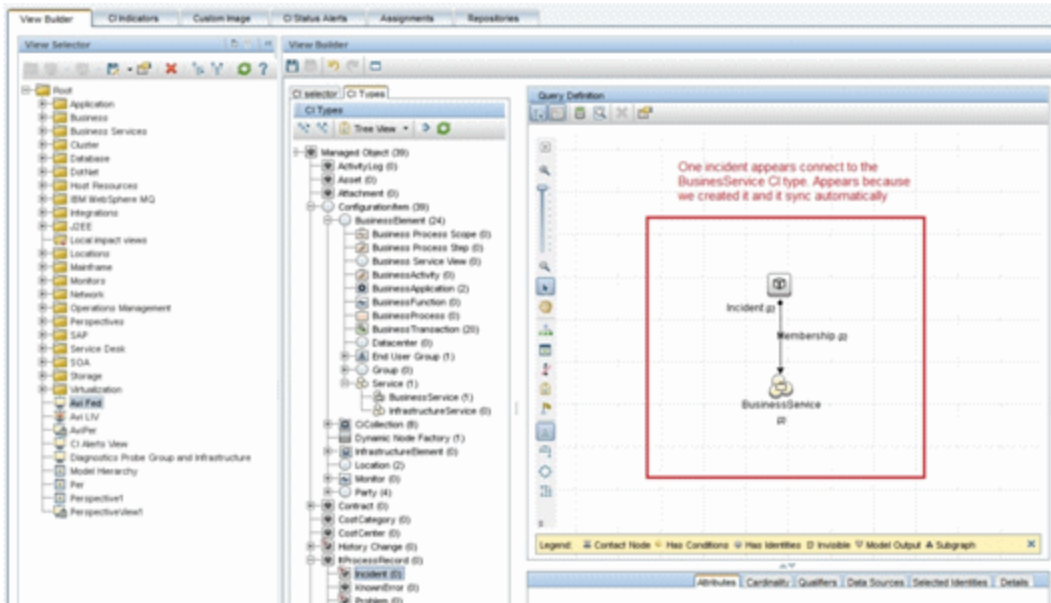 View Builder
CI Indicators
Custom Image
CI Status Alerts
Assignments
Repositories
View Selector
Root
Application
Business
Business Services
Cluster
Database
DotNet
Host Resources
IBM WebSphere MQ
Integrations
J2EE
Local impact views
Locations
Mainframe
Monitors
Network
Operations Management
Perspectives
SAP
Service Desk
SOA
Storage
Virtualization
Avi Fed
Avi LIV
AviPer
CI Alerts View
Diagnostics Probe Group and Infrastructure
Model Hierarchy
Per
Perspective1
PerspectiveView1
View Builder
CI selector
CI Types
CI Types
Tree View
Managed Object (39)
ActivityLog (0)
Asset (0)
Attachment (0)
ConfigurationItem (39)
BusinessElement (24)
Business Process Scope (0)
Business Process Step (0)
Business Service View (0)
BusinessActivity (0)
BusinessApplication (2)
BusinessFunction (0)
BusinessProcess (0)
BusinessTransaction (20)
Datacenter (0)
End User Group (1)
Group (0)
Service (1)
BusinessService (1)
InfrastructureService (0)
CiCollection (8)
Dynamic Node Factory (1)
InfrastructureElement (0)
Location (2)
Monitor (0)
Party (4)
Contract (0)
CostCategory (0)
CostCenter (0)
History Change (0)
ItProcessRecord (0)
Incident (0)
KnownError (0)
Problem (0)
Query Definition
One incident appears connect to the
BusinesService CI type. Appears because
we created it and it sync automatically
Incident
Membership
BusinessService
Legend: Contact Node Has Conditions Has Identities Invisible Model Output Subgraph
Attributes
Cardinality
Qualifiers
Data Sources
Selected Identities
Details